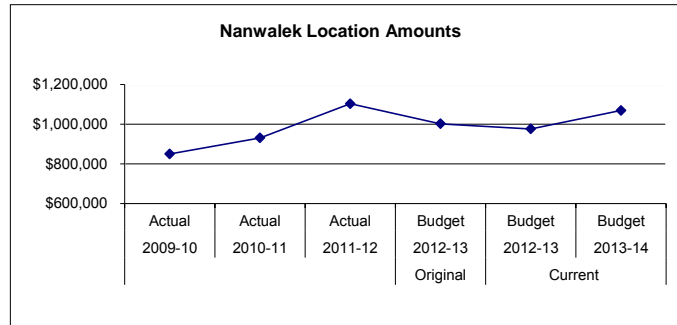 Nanwalek Location Amounts
$1,200,000
$1,000,000
$800,000
$600,000
Actual Actual Actual Budget Budget Budget
2009-10 2010-11 2011-12 2012-13 2012-13 2013-14
Original Current